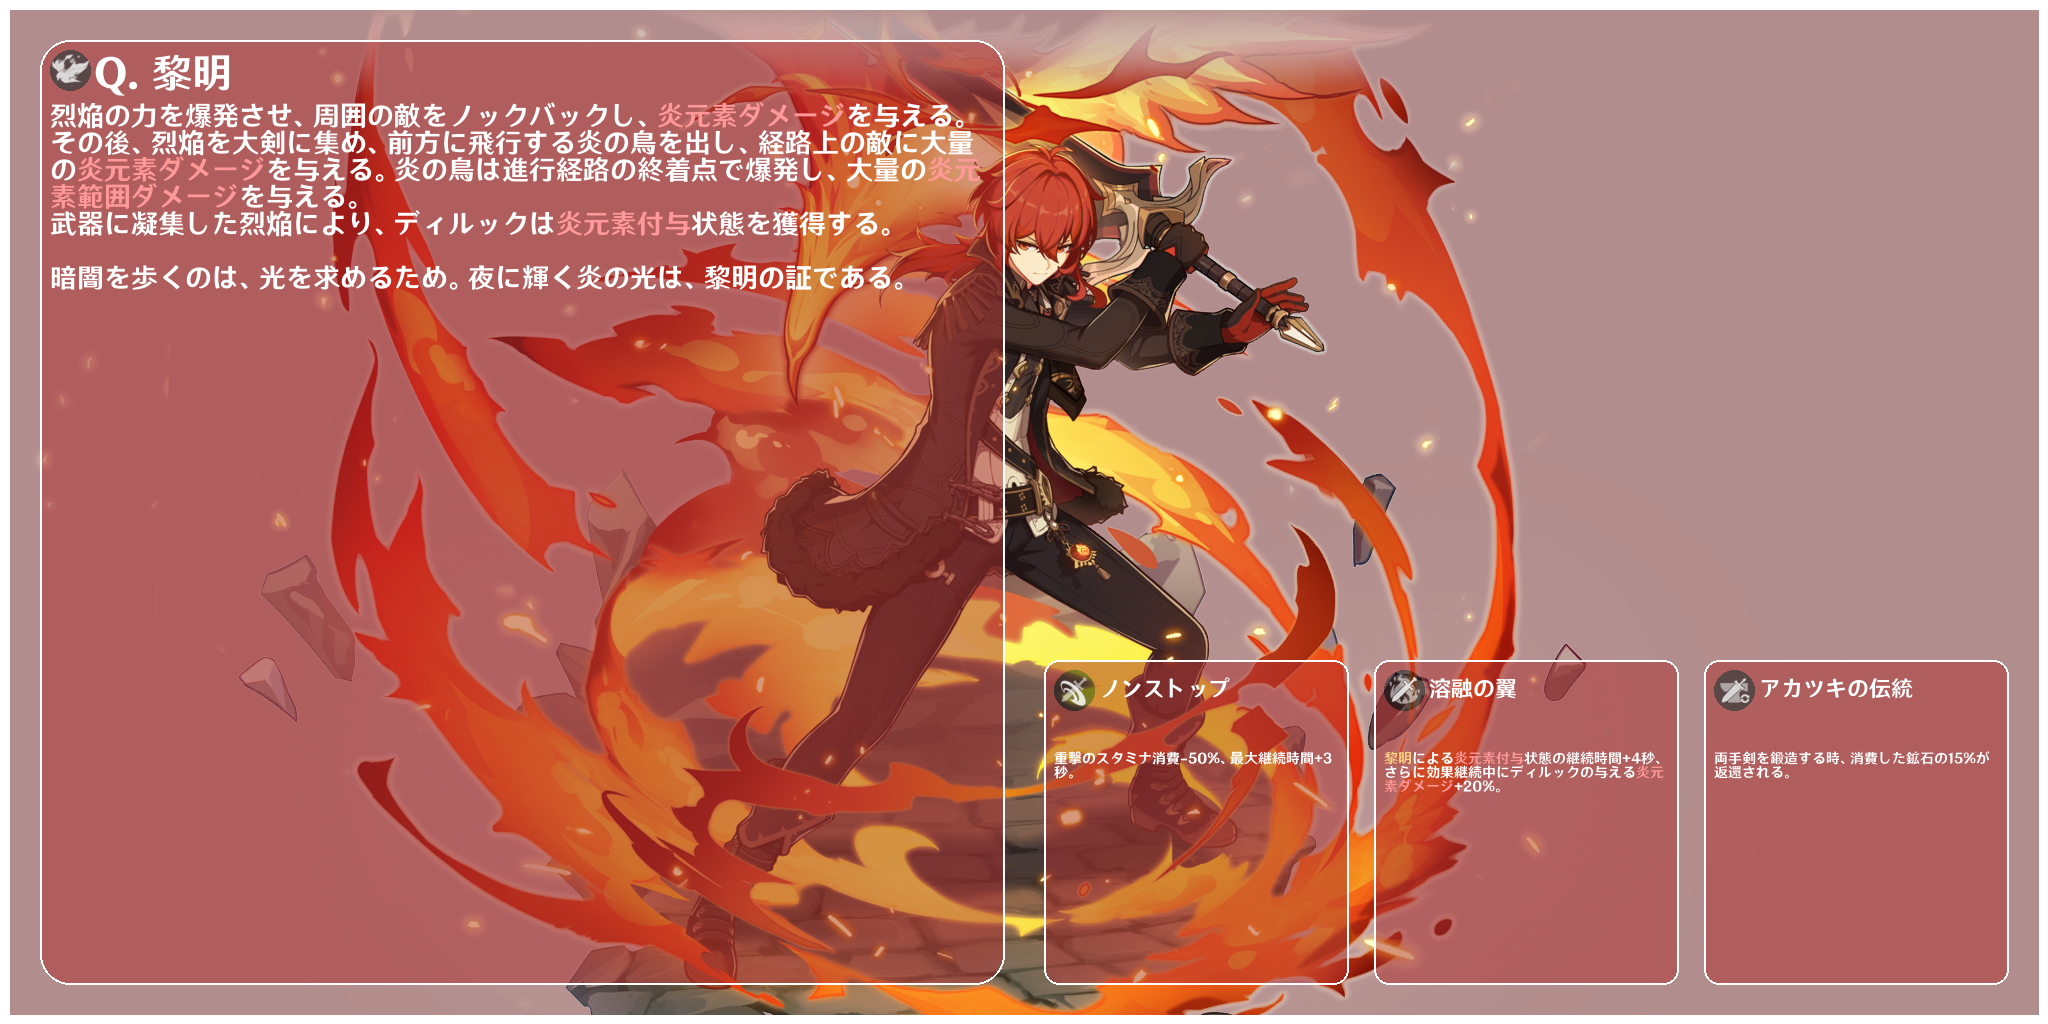 Q. 黎明
烈焔の力を爆発させ、周囲の敵をノックバックし、炎元素ダメージを与える。
その後、烈焔を大剣に集め、前方に飛行する炎の鳥を出し、経路上の敵に大量
の炎元素ダメージを与える。炎の鳥は進行経路の終着点で爆発し、大量の炎元
素範囲ダメージを与える。
武器に凝集した烈焔により、ディルックは炎元素付与状態を獲得する。
暗闇を歩くのは、光を求めるため。夜に輝く炎の光は、黎明の証である。
ノンストップ
重撃のスタミナ消費-50%、最大継続時間+3
秒。
溶融の翼
黎明による炎元素付与状態の継続時間+4秒、
さらに効果継続中にディルックの与える炎元
素ダメージ+20%。
アカツキの伝統
両手剣を鍛造する時、消費した鉱石の15%が
返還される。